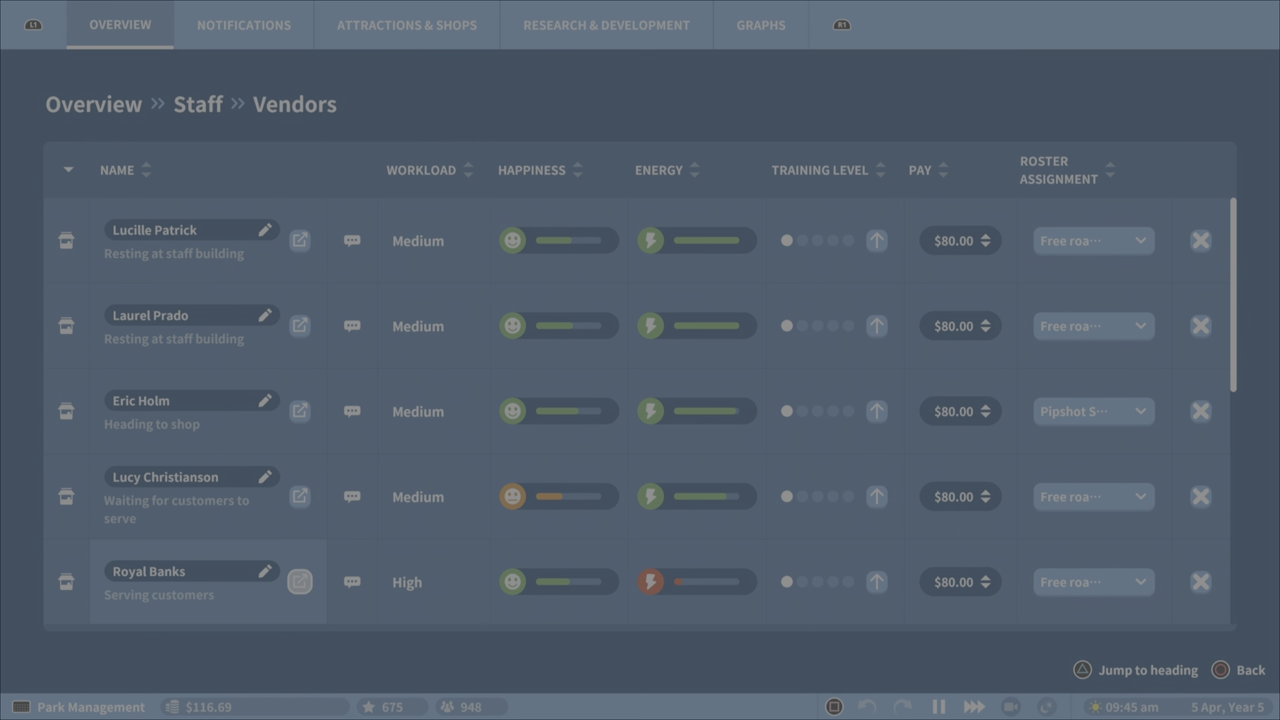 L1 OVERVIEW NOTIFICATIONS ATTRACTIONS & SHOPS RESEARCH & DEVELOPMENT GRAPHS R1
Overview » Staff » Vendors
NAME WORKLOAD HAPPINESS ENERGY TRAINING LEVEL PAY ROSTER ASSIGNMENT
Lucille Patrick
Resting at staff building
Medium $80.00 Free roa···
Laurel Prado
Resting at staff building
Medium $80.00 Free roa···
Eric Holm
Heading to shop
Medium $80.00 Pipshot S···
Lucy Christianson
Waiting for customers to
serve
Medium $80.00 Free roa···
Royal Banks
Serving customers
High $80.00 Free roa···
Jump to heading Back
Park Management $116.69 675 948 09:45 am 5 Apr, Year 5